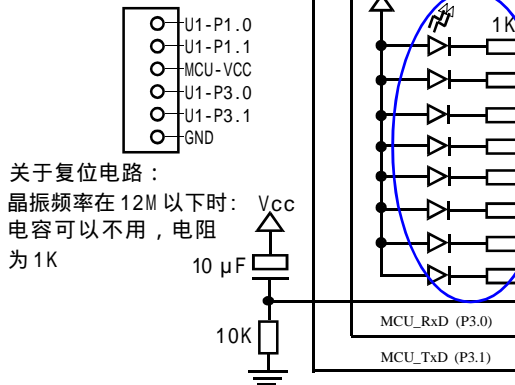 U1-P1.0
U1-P1.1
MCU-VCC
U1-P3.0
U1-P3.1
GND
1K
关于复位电路：
晶振频率在12M以下时：
电容可以不用，电阻
为1K
Vcc
10 μF
10K
MCU_RxD (P3.0)
MCU_TxD (P3.1)